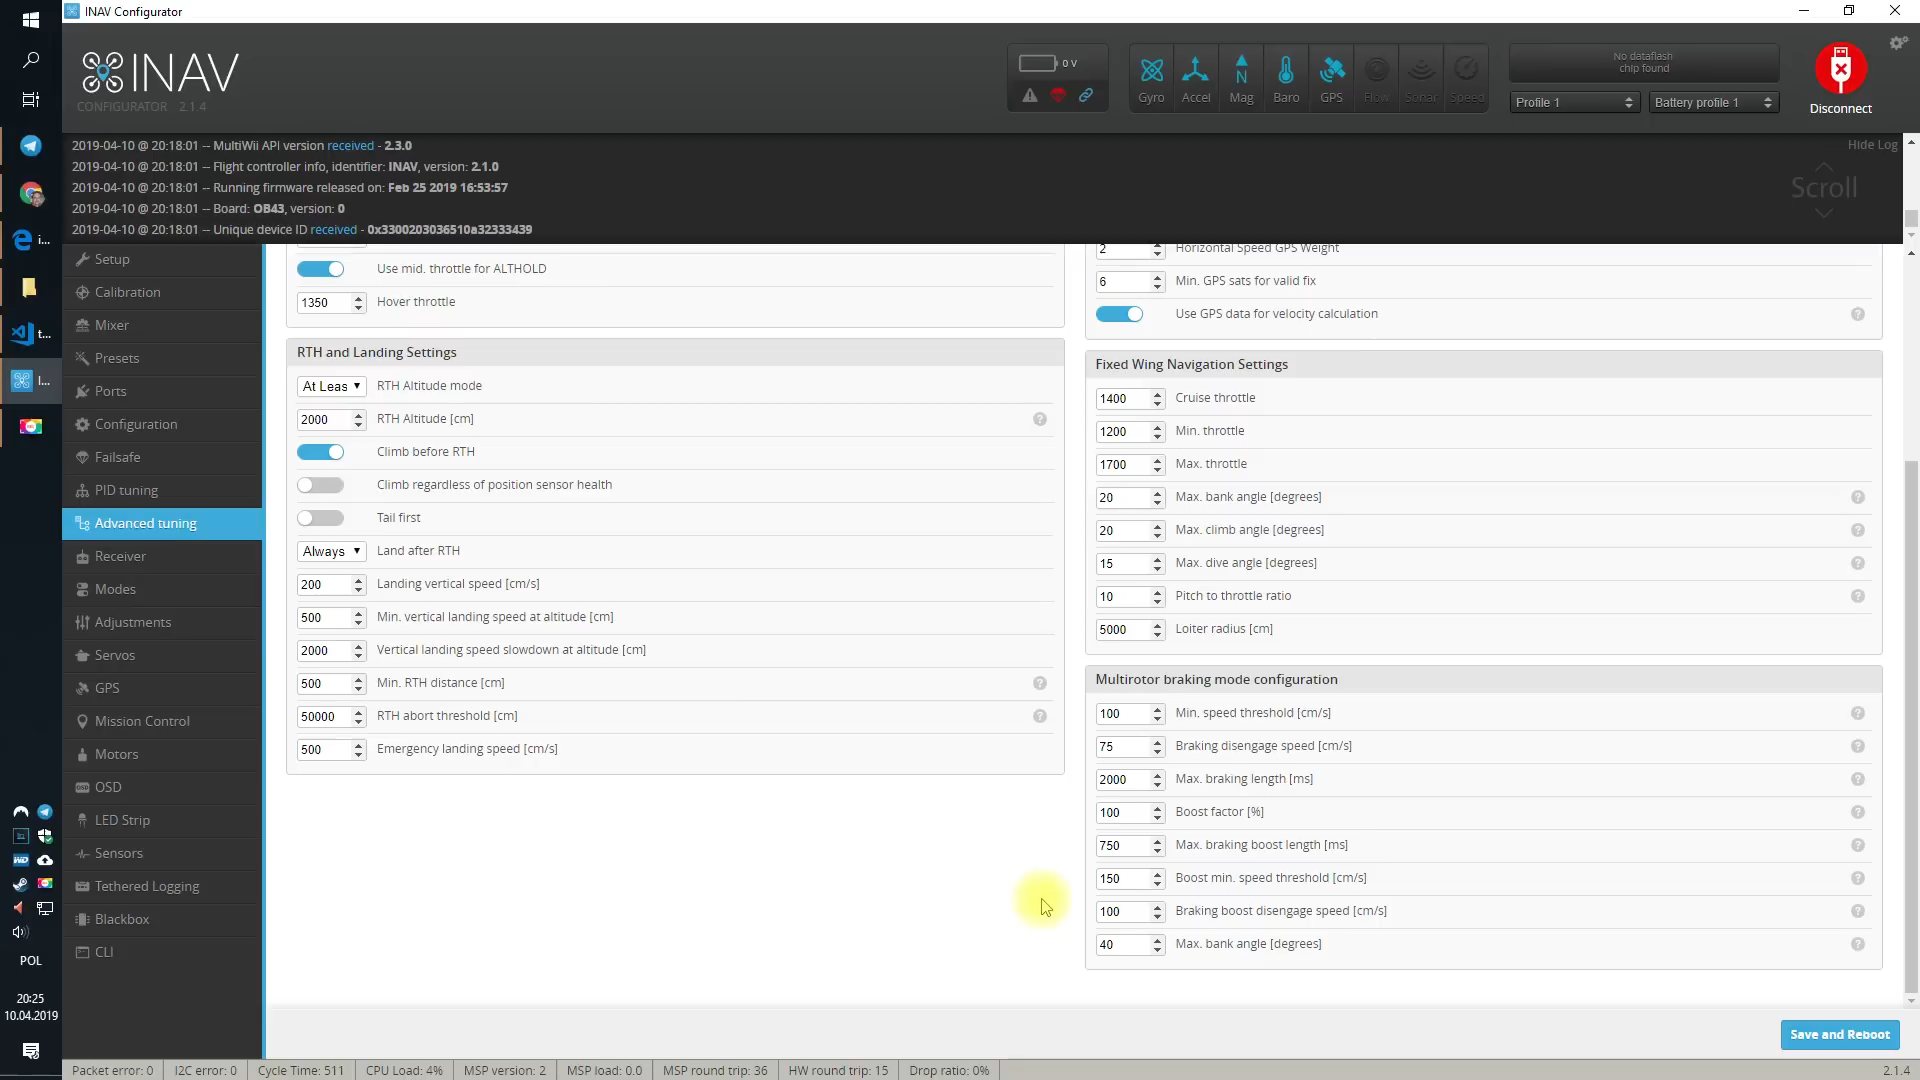 INAV Configurator
INAV
CONFIGURATOR 2.1.4
0 V
Gyro Accel Mag Baro GPS Flow Sonar Speed
No dataflash
chip found
Profile 1 Battery profile 1
Disconnect
Hide Log
Scroll
2019-04-10 @ 20:18:01 -- MultiWii API version received - 2.3.0
2019-04-10 @ 20:18:01 -- Flight controller info, identifier: INAV, version: 2.1.0
2019-04-10 @ 20:18:01 -- Running firmware released on: Feb 25 2019 16:53:57
2019-04-10 @ 20:18:01 -- Board: OB43, version: 0
2019-04-10 @ 20:18:01 -- Unique device ID received - 0x3300203036510a32333439
Setup
Calibration
Mixer
Presets
Ports
Configuration
Failsafe
PID tuning
Advanced tuning
Receiver
Modes
Adjustments
Servos
GPS
Mission Control
Motors
OSD
LED Strip
Sensors
Tethered Logging
Blackbox
CLI
Use mid. throttle for ALTHOLD
1350 Hover throttle
RTH and Landing Settings
At Leas RTH Altitude mode
2000 RTH Altitude [cm]
Climb before RTH
Climb regardless of position sensor health
Tail first
Always Land after RTH
200 Landing vertical speed [cm/s]
500 Min. vertical landing speed at altitude [cm]
2000 Vertical landing speed slowdown at altitude [cm]
500 Min. RTH distance [cm]
50000 RTH abort threshold [cm]
500 Emergency landing speed [cm/s]
2 Horizontal Speed GPS Weight
6 Min. GPS sats for valid fix
Use GPS data for velocity calculation
Fixed Wing Navigation Settings
1400 Cruise throttle
1200 Min. throttle
1700 Max. throttle
20 Max. bank angle [degrees]
20 Max. climb angle [degrees]
15 Max. dive angle [degrees]
10 Pitch to throttle ratio
5000 Loiter radius [cm]
Multirotor braking mode configuration
100 Min. speed threshold [cm/s]
75 Braking disengage speed [cm/s]
2000 Max. braking length [ms]
100 Boost factor [%]
750 Max. braking boost length [ms]
150 Boost min. speed threshold [cm/s]
100 Braking boost disengage speed [cm/s]
40 Max. bank angle [degrees]
Save and Reboot
i...
t...
I...
WD
POL
20:25
10.04.2019
Packet error: 0 I2C error: 0 Cycle Time: 511 CPU Load: 4% MSP version: 2 MSP load: 0.0 MSP round trip: 36 HW round trip: 15 Drop ratio: 0% 2.1.4